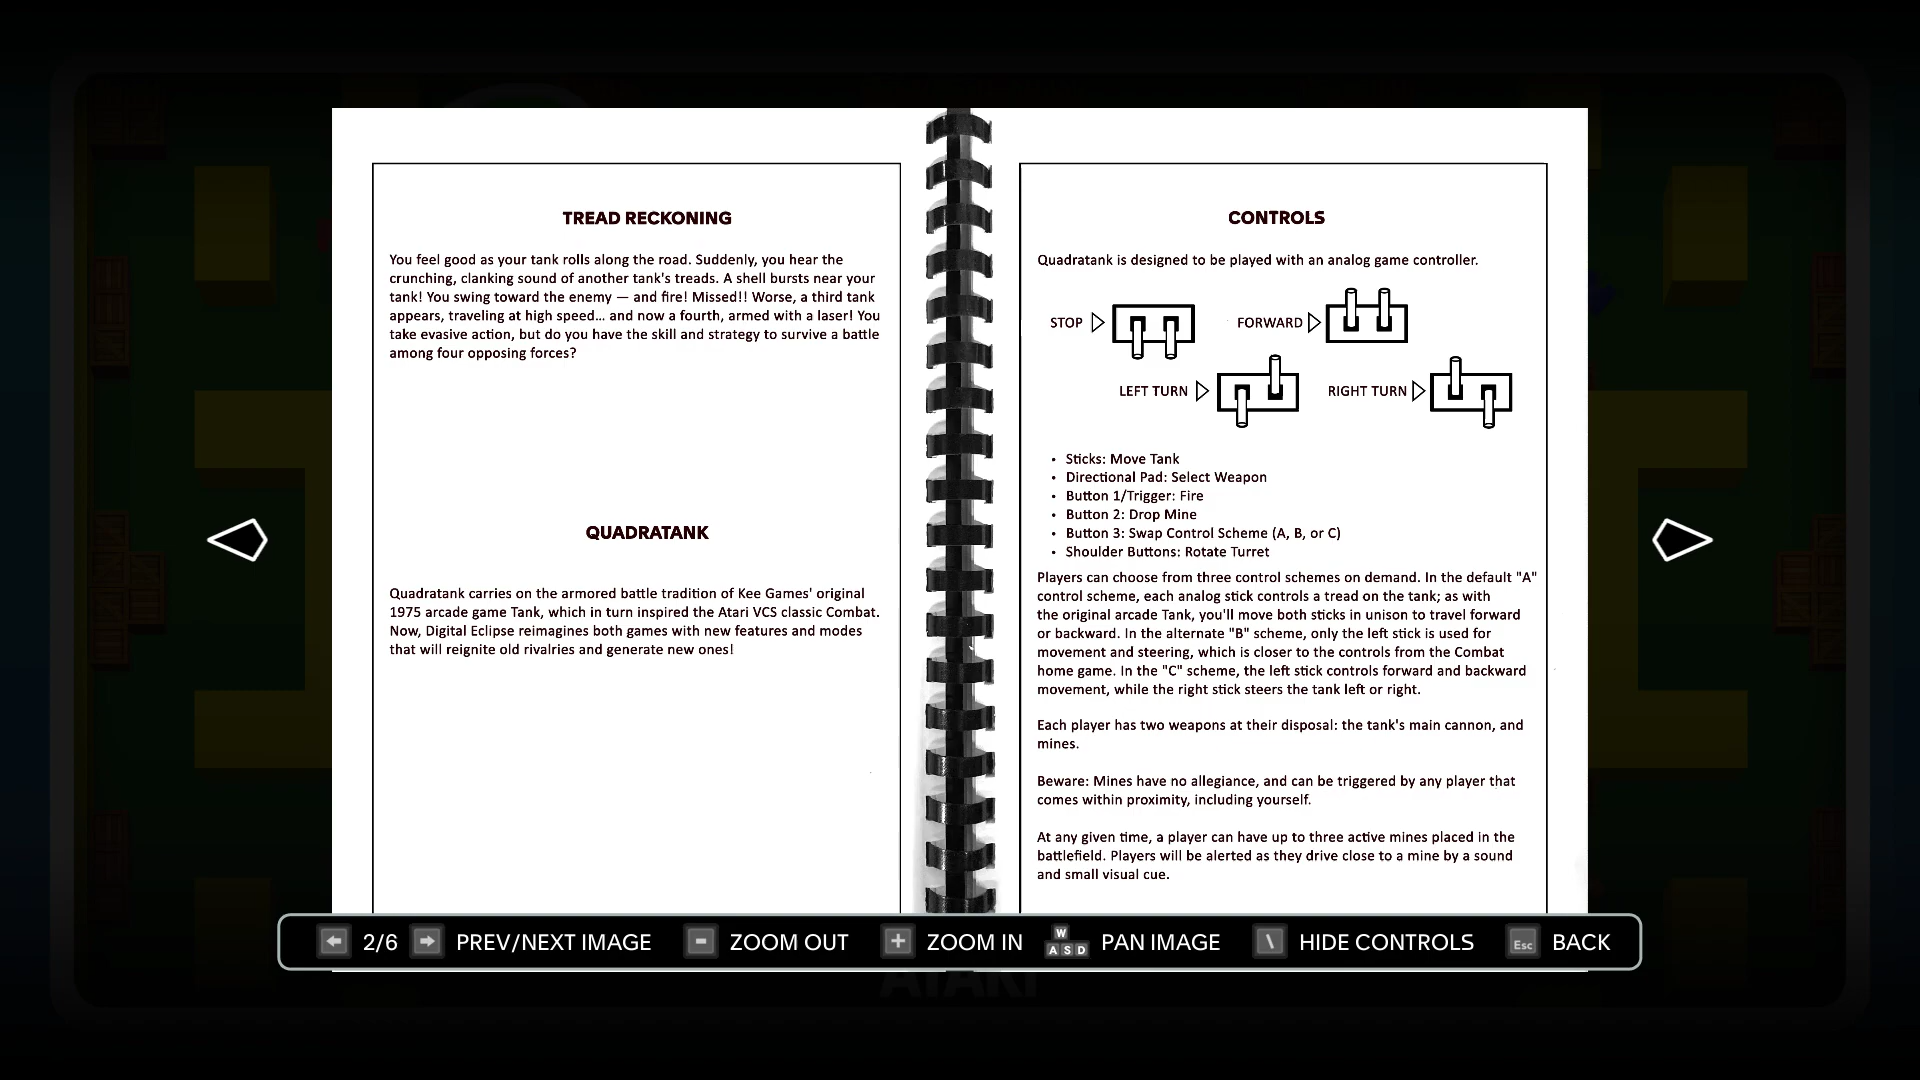 TREAD RECKONING
You feel good as your tank rolls along the road. Suddenly, you hear the
crunching, clanking sound of another tank's treads. A shell bursts near your
tank! You swing toward the enemy — and fire! Missed!! Worse, a third tank
appears, traveling at high speed... and now a fourth, armed with a laser! You
take evasive action, but do you have the skill and strategy to survive a battle
among four opposing forces?
QUADRATANK
Quadratank carries on the armored battle tradition of Kee Games' original
1975 arcade game Tank, which in turn inspired the Atari VCS classic Combat.
Now, Digital Eclipse reimagines both games with new features and modes
that will reignite old rivalries and generate new ones!
CONTROLS
Quadratank is designed to be played with an analog game controller.
STOP
FORWARD
LEFT TURN
RIGHT TURN
• Sticks: Move Tank
• Directional Pad: Select Weapon
• Button 1/Trigger: Fire
• Button 2: Drop Mine
• Button 3: Swap Control Scheme (A, B, or C)
• Shoulder Buttons: Rotate Turret
Players can choose from three control schemes on demand. In the default "A"
control scheme, each analog stick controls a tread on the tank; as with
the original arcade Tank, you'll move both sticks in unison to travel forward
or backward. In the alternate "B" scheme, only the left stick is used for
movement and steering, which is closer to the controls from the Combat
home game. In the "C" scheme, the left stick controls forward and backward
movement, while the right stick steers the tank left or right.
Each player has two weapons at their disposal: the tank's main cannon, and
mines.
Beware: Mines have no allegiance, and can be triggered by any player that
comes within proximity, including yourself.
At any given time, a player can have up to three active mines placed in the
battlefield. Players will be alerted as they drive close to a mine by a sound
and small visual cue.
2/6 PREV/NEXT IMAGE - ZOOM OUT + ZOOM IN W A S D PAN IMAGE \ HIDE CONTROLS Esc BACK
ATARI